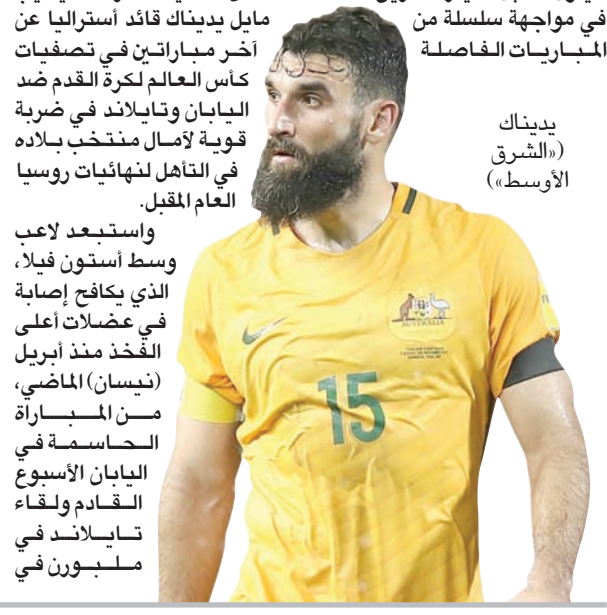 في مواجهة سلسلة من
المباريات الفاصلة
يديناك
(«الشرق
الأوسط»)
مايل يديناك قائد أستراليا عن
آخر مباراتين في تصفيات
كأس العالم لكرة القدم ضد
اليابان وتايلاند في ضربة
قوية لآمال منتخب بلاده
في التأهل لنهائيات روسيا
العام المقبل.
واستبعد لاعب
وسط أستون فيلا،
الذي يكافح إصابة
في عضلات أعلى
الفخذ منذ أبريل
(نيسان) الماضي،
من المباراة
الحاسمة في
اليابان الأسبوع
القادم ولقاء
تايلاند في
ملبورن في
AUSTRALIA
15